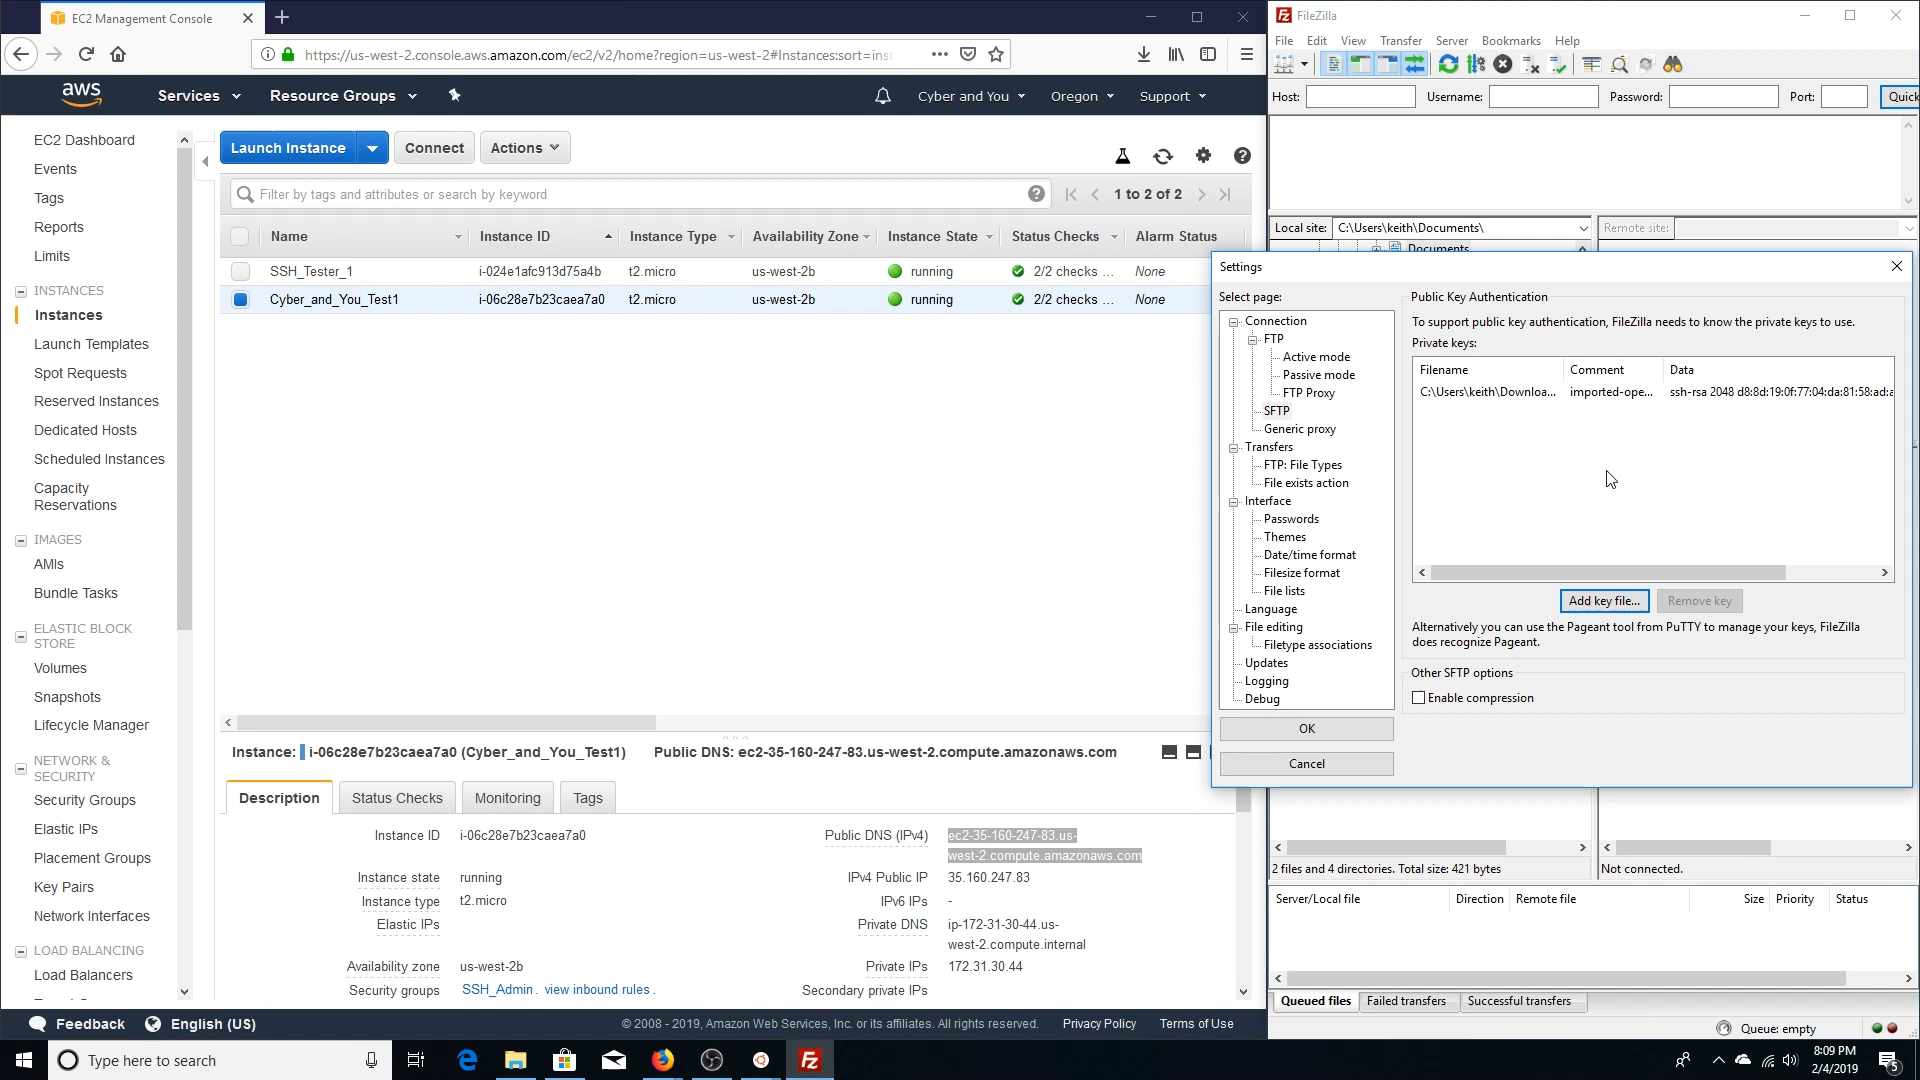 EC2 Management Console
https://us-west-2.console.aws.amazon.com/ec2/v2/home?region=us-west-2#Instances:sort=inst
aws
Services
Resource Groups
Cyber and You
Oregon
Support
EC2 Dashboard
Events
Tags
Reports
Limits
INSTANCES
Instances
Launch Templates
Spot Requests
Reserved Instances
Dedicated Hosts
Scheduled Instances
Capacity
Reservations
IMAGES
AMIs
Bundle Tasks
ELASTIC BLOCK
STORE
Volumes
Snapshots
Lifecycle Manager
NETWORK &
SECURITY
Security Groups
Elastic IPs
Placement Groups
Key Pairs
Network Interfaces
LOAD BALANCING
Load Balancers
Launch Instance
Connect
Actions
Filter by tags and attributes or search by keyword
1 to 2 of 2
Name Instance ID Instance Type Availability Zone Instance State Status Checks Alarm Status
SSH_Tester_1 i-024e1afc913d75a4b t2.micro us-west-2b running 2/2 checks ... None
Cyber_and_You_Test1 i-06c28e7b23caea7a0 t2.micro us-west-2b running 2/2 checks ... None
Instance: i-06c28e7b23caea7a0 (Cyber_and_You_Test1) Public DNS: ec2-35-160-247-83.us-west-2.compute.amazonaws.com
Description Status Checks Monitoring Tags
Instance ID i-06c28e7b23caea7a0
Instance state running
Instance type t2.micro
Elastic IPs
Availability zone us-west-2b
Security groups SSH_Admin . view inbound rules .
Public DNS (IPv4) ec2-35-160-247-83.us-
west-2.compute.amazonaws.com
IPv4 Public IP 35.160.247.83
IPv6 IPs -
Private DNS ip-172-31-30-44.us-
west-2.compute.internal
Private IPs 172.31.30.44
Secondary private IPs
Feedback English (US)
© 2008 - 2019, Amazon Web Services, Inc. or its affiliates. All rights reserved. Privacy Policy Terms of Use
FileZilla
File Edit View Transfer Server Bookmarks Help
Host: Username: Password: Port: Quick
Local site: C:\Users\keith\Documents\
Remote site:
Documents
Settings
Select page:
Connection
FTP
Active mode
Passive mode
FTP Proxy
SFTP
Generic proxy
Transfers
FTP: File Types
File exists action
Interface
Passwords
Themes
Date/time format
Filesize format
File lists
Language
File editing
Filetype associations
Updates
Logging
Debug
OK
Cancel
Public Key Authentication
To support public key authentication, FileZilla needs to know the private keys to use.
Private keys:
Filename Comment Data
C:\Users\keith\Downloa... imported-ope... ssh-rsa 2048 d8:8d:19:0f:77:04:da:81:58:ad:a
Add key file... Remove key
Alternatively you can use the Pageant tool from PuTTY to manage your keys, FileZilla
does recognize Pageant.
Other SFTP options
Enable compression
2 files and 4 directories. Total size: 421 bytes
Not connected.
Server/Local file Direction Remote file Size Priority Status
Queued files Failed transfers Successful transfers
Queue: empty
Type here to search
8:09 PM
2/4/2019
5